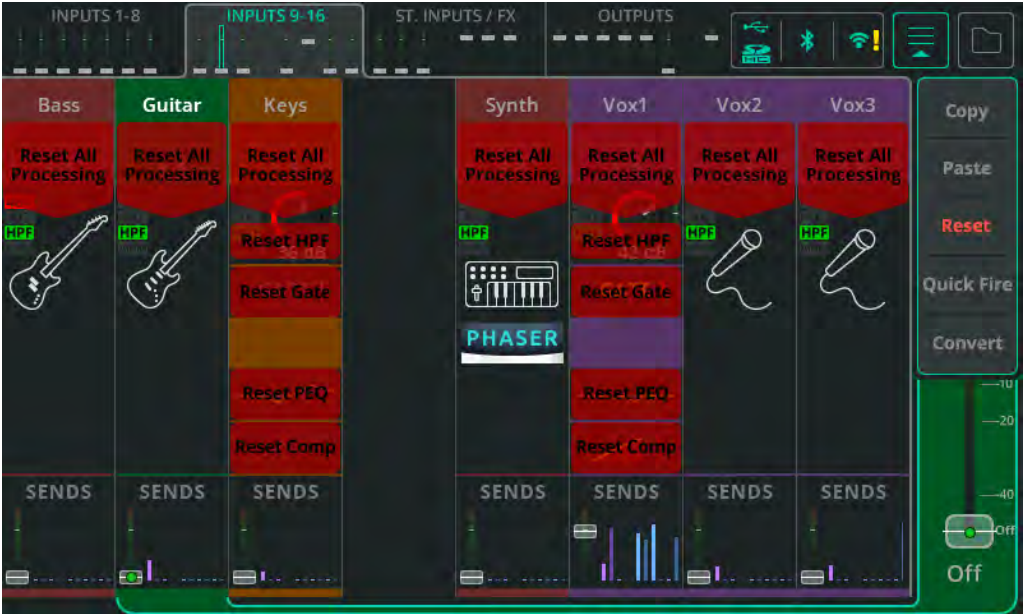 INPUTS 1-8
INPUTS 9-16
ST. INPUTS / FX
OUTPUTS
Bass
Guitar
Keys
Synth
Vox1
Vox2
Vox3
Reset All
Processing
Reset All
Processing
Reset All
Processing
Reset All
Processing
Reset All
Processing
Reset All
Processing
Reset All
Processing
HPF
HPF
Reset HPF
36 dB
HPF
Reset HPF
42 dB
HPF
HPF
Reset Gate
Reset Gate
PHASER
Reset PEQ
Reset PEQ
Reset Comp
Reset Comp
SENDS
SENDS
SENDS
SENDS
SENDS
SENDS
SENDS
Copy
Paste
Reset
Quick Fire
Convert
-10
-20
-40
Off
Off